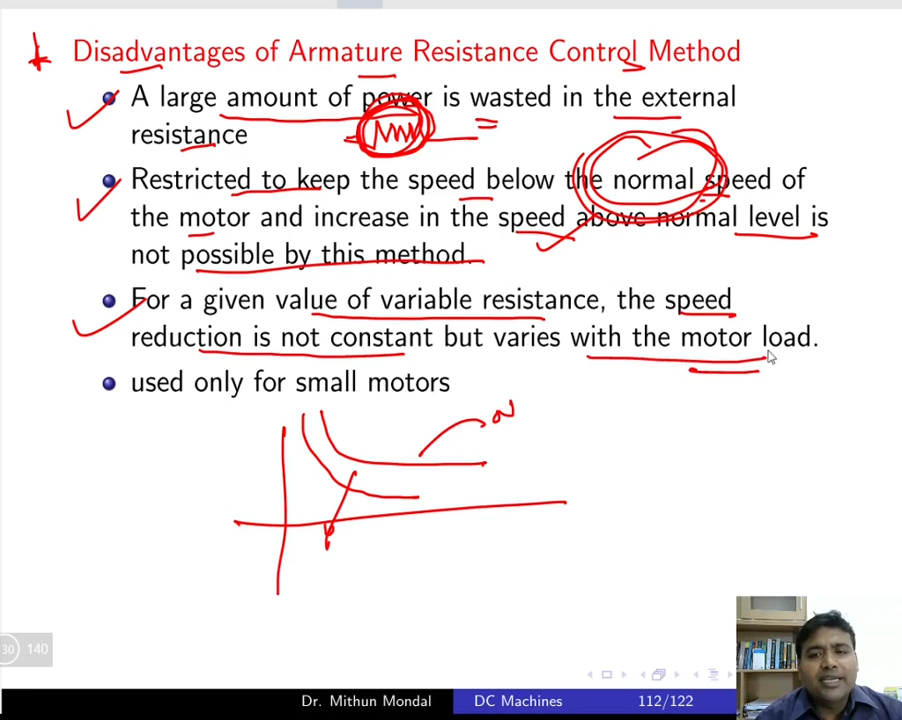 Disadvantages of Armature Resistance Control Method
A large amount of power is wasted in the external
resistance
Restricted to keep the speed below the normal speed of
the motor and increase in the speed above normal level is
not possible by this method.
For a given value of variable resistance, the speed
reduction is not constant but varies with the motor load.
used only for small motors
N
30 140
Dr. Mithun Mondal DC Machines 112/122